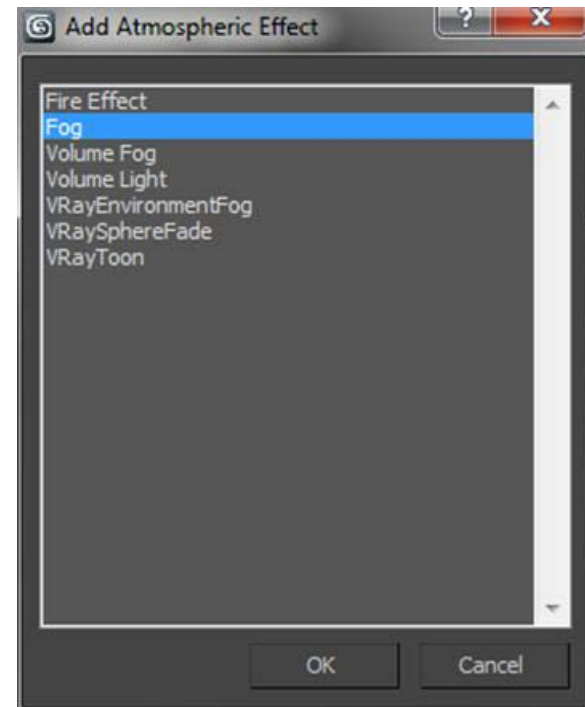 Add Atmospheric Effect
Fire Effect
Fog
Volume Fog
Volume Light
VRayEnvironmentFog
VRaySphereFade
VRayToon
OK Cancel